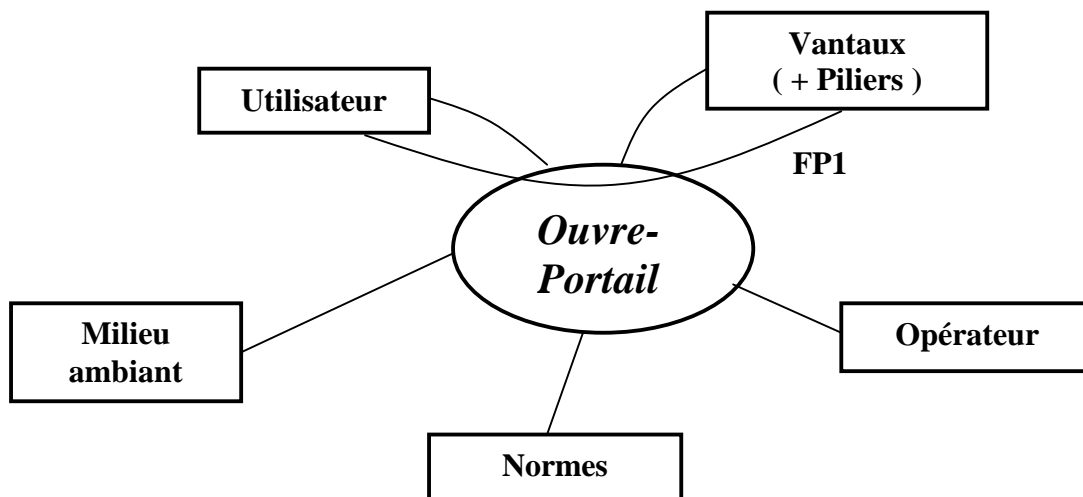 Vantaux
( + Piliers )
Utilisateur
FP1
Ouvre-
Portail
Milieu
ambiant
Opérateur
Normes